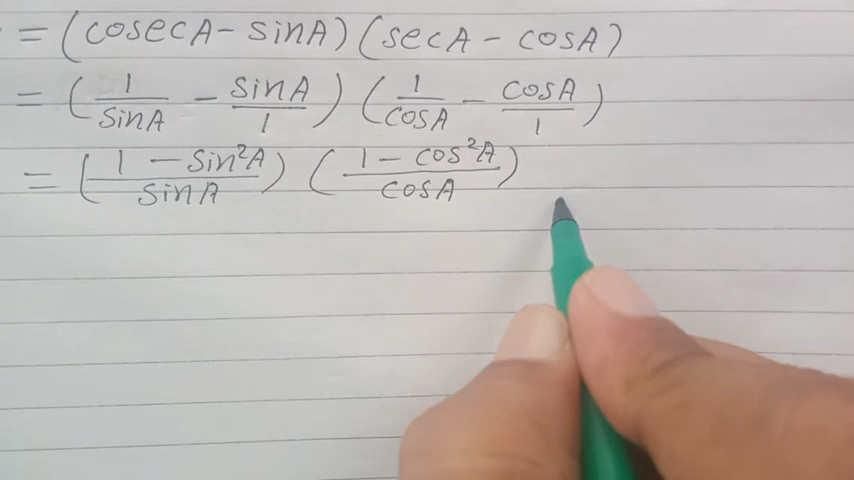 = (cosecA - sinA) (secA - cosA)
= (1/sinA - sinA/1) (1/cosA - cosA/1)
= (1 - sin²A/sinA) (1 - cos²A/cosA)